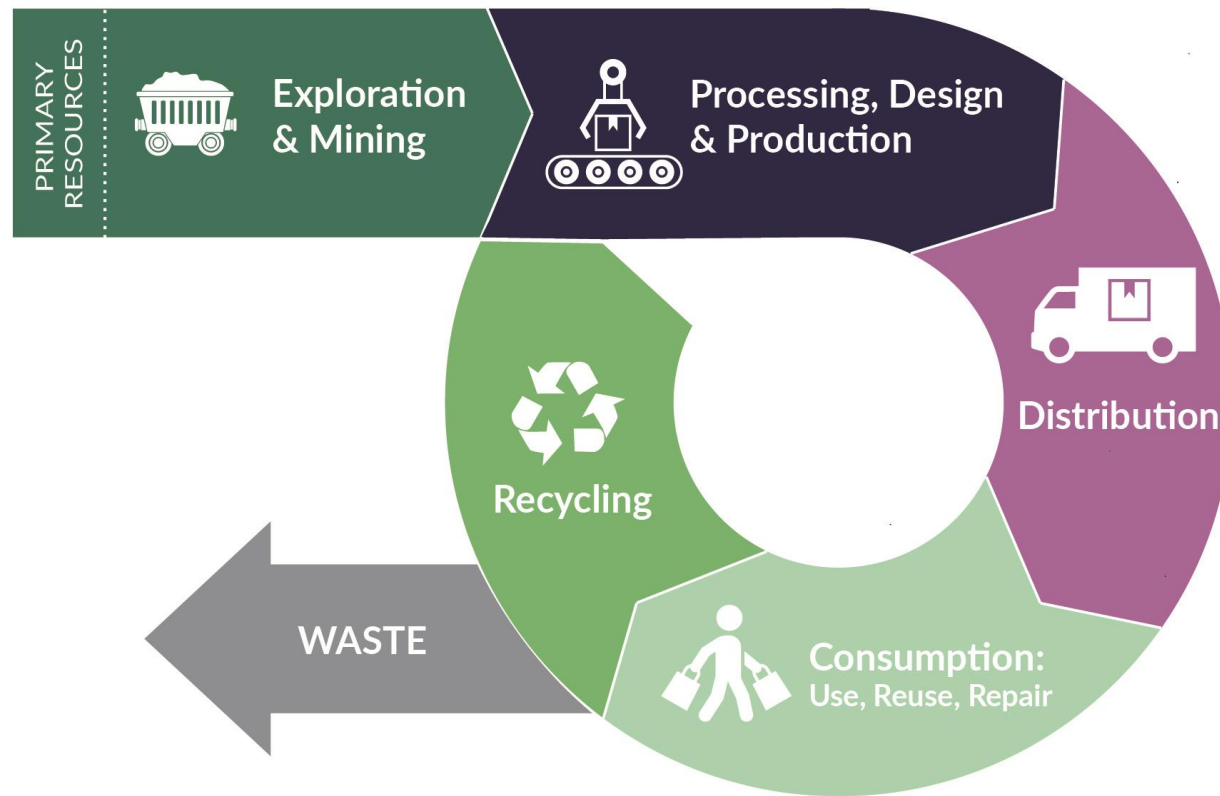 PRIMARY
RESOURCES
Exploration
& Mining
Processing, Design
& Production
Distribution
Consumption:
Use, Reuse, Repair
Recycling
WASTE